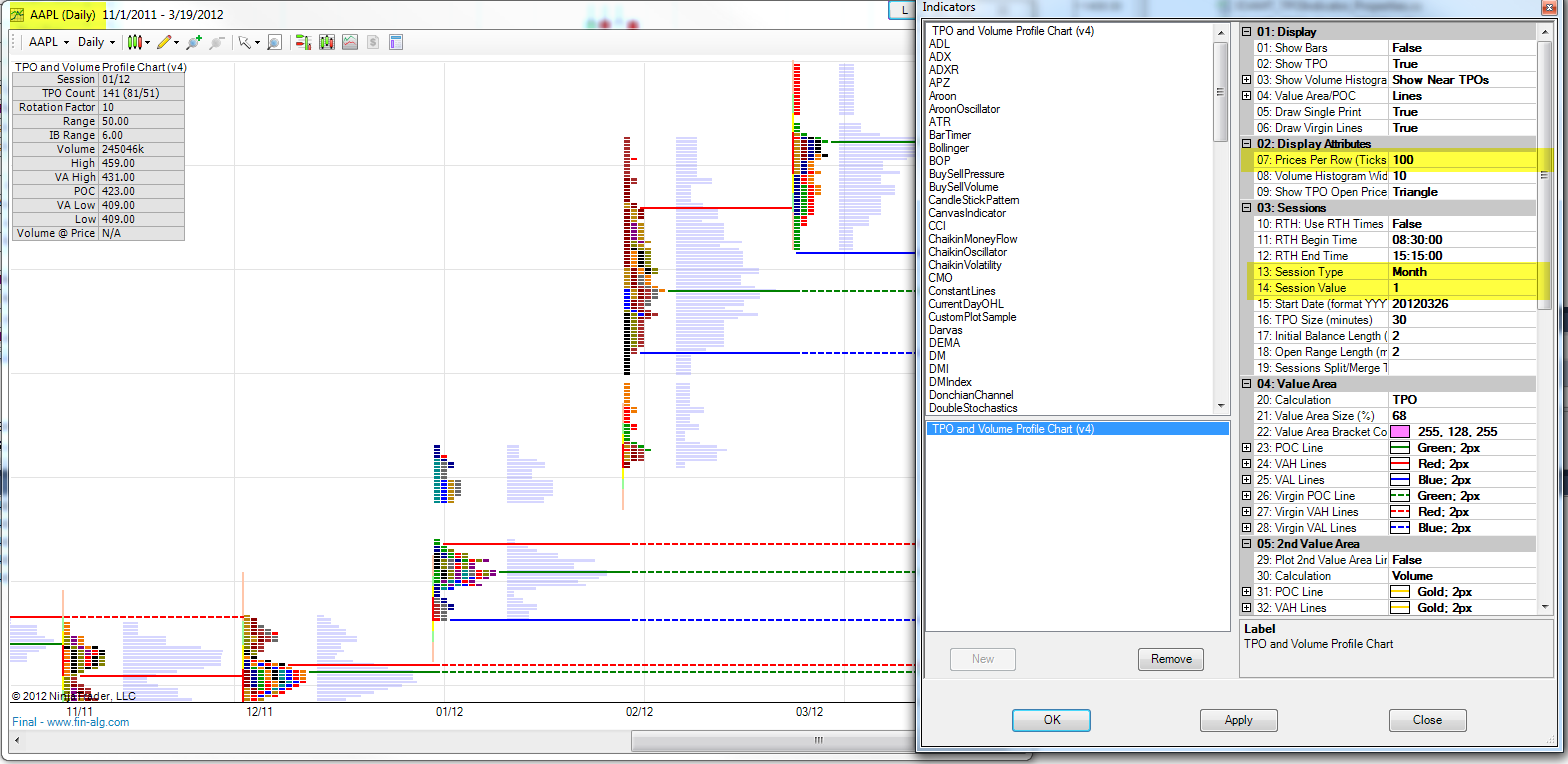 AAPL (Daily) 11/1/2011 - 3/19/2012
L
AAPL Daily
TPO and Volume Profile Chart (v4)
Session 01/12
TPO Count 141 (81/51)
Rotation Factor 10
Range 50.00
IB Range 6.00
Volume 245046k
High 459.00
VA High 431.00
POC 423.00
VA Low 409.00
Low 409.00
Volume @ Price N/A
© 2012 NinjaTrader, LLC
11/11 12/11 01/12 02/12 03/12
Final - www.fin-alg.com
Indicators
TPO and Volume Profile Chart (v4)
ADL
ADX
ADXR
APZ
Aroon
AroonOscillator
ATR
BarTimer
Bollinger
BOP
BuySellPressure
BuySellVolume
CandleStickPattern
CanvasIndicator
CCI
ChaikinMoneyFlow
ChaikinOscillator
ChaikinVolatility
CMO
ConstantLines
CurrentDayOHL
CustomPlotSample
Darvas
DEMA
DM
DMI
DMIndex
DonchianChannel
DoubleStochastics
TPO and Volume Profile Chart (v4)
New Remove
01: Display
01: Show Bars False
02: Show TPO True
03: Show Volume Histogra Show Near TPOs
04: Value Area/POC Lines
05: Draw Single Print True
06: Draw Virgin Lines True
02: Display Attributes
07: Prices Per Row (Ticks 100
08: Volume Histogram Wid 10
09: Show TPO Open Price Triangle
03: Sessions
10: RTH: Use RTH Times False
11: RTH Begin Time 08:30:00
12: RTH End Time 15:15:00
13: Session Type Month
14: Session Value 1
15: Start Date (format YYY 20120326
16: TPO Size (minutes) 30
17: Initial Balance Length ( 2
18: Open Range Length (m 2
19: Sessions Split/Merge T
04: Value Area
20: Calculation TPO
21: Value Area Size (%) 68
22: Value Area Bracket Co 255, 128, 255
23: POC Line Green; 2px
24: VAH Lines Red; 2px
25: VAL Lines Blue; 2px
26: Virgin POC Line Green; 2px
27: Virgin VAH Lines Red; 2px
28: Virgin VAL Lines Blue; 2px
05: 2nd Value Area
29: Plot 2nd Value Area Lir False
30: Calculation Volume
31: POC Line Gold; 2px
32: VAH Lines Gold; 2px
Label
TPO and Volume Profile Chart
OK Apply Close